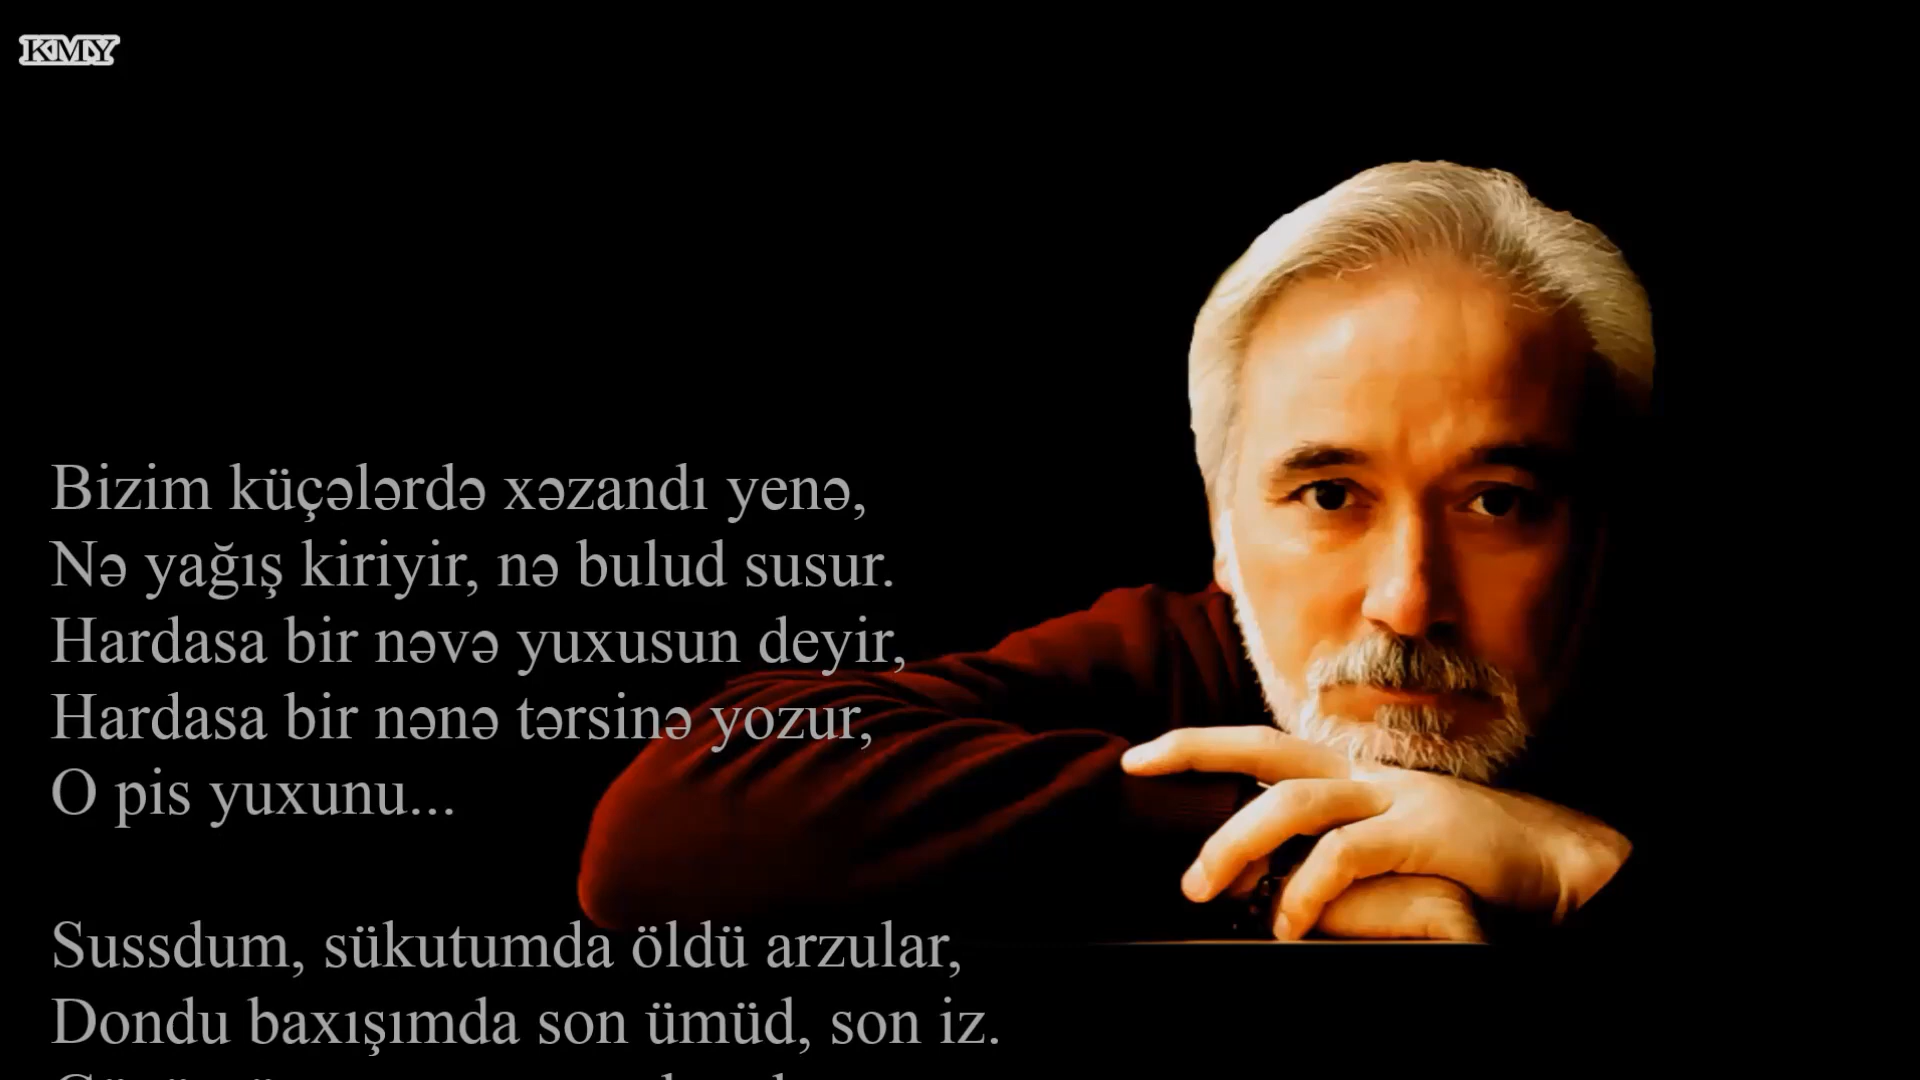 KMY
Bizim küçələrdə xəzandı yenə,
Nə yağış kiriyir, nə bulud susur.
Hardasa bir nəvə yuxusun deyir,
Hardasa bir nənə tərsinə yozur,
O pis yuxunu...
Sussdum, sükutumda öldü arzular,
Dondu baxışımda son ümüd, son iz.